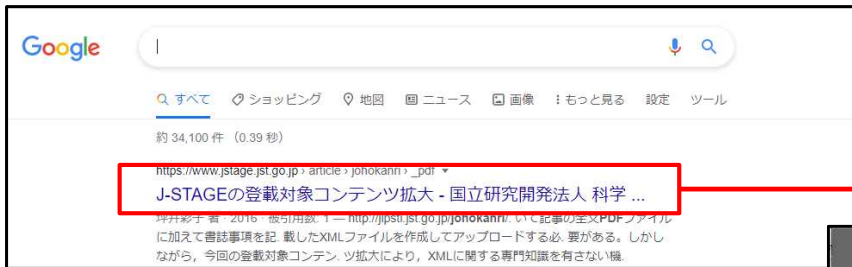 Google
すべて ショッピング 地図 ニュース 画像 もっと見る 設定 ツール
約 34,100 件 (0.39 秒)
https://www.jstage.jst.go.jp › article › johokanri › _pdf
J-STAGEの登載対象コンテンツ拡大 - 国立研究開発法人 科学 ...
坪井彩子 著 · 2016 · 被引用数: 1 — http://jipsti.jst.go.jp/johokanri/. いて記事の全文PDFファイル
に加えて書誌事項を記. 載したXMLファイルを作成してアップロードする必. 要がある。しかし
ながら，今回の登載対象コンテン. ツ拡大により，XMLに関する専門知識を有さない機.